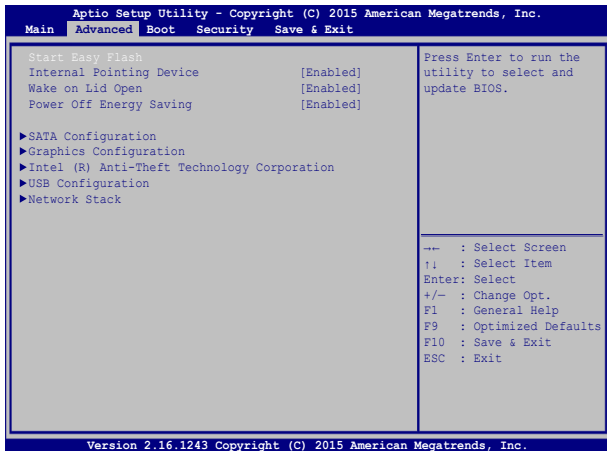 Aptio Setup Utility - Copyright (C) 2015 American Megatrends, Inc.
Main Advanced Boot Security Save & Exit
Start Easy Flash
Internal Pointing Device [Enabled]
Wake on Lid Open [Enabled]
Power Off Energy Saving [Enabled]
▶SATA Configuration
▶Graphics Configuration
▶Intel (R) Anti-Theft Technology Corporation
▶USB Configuration
▶Network Stack
Press Enter to run the
utility to select and
update BIOS.
→← : Select Screen
↑↓ : Select Item
Enter: Select
+/— : Change Opt.
F1 : General Help
F9 : Optimized Defaults
F10 : Save & Exit
ESC : Exit
Version 2.16.1243 Copyright (C) 2015 American Megatrends, Inc.